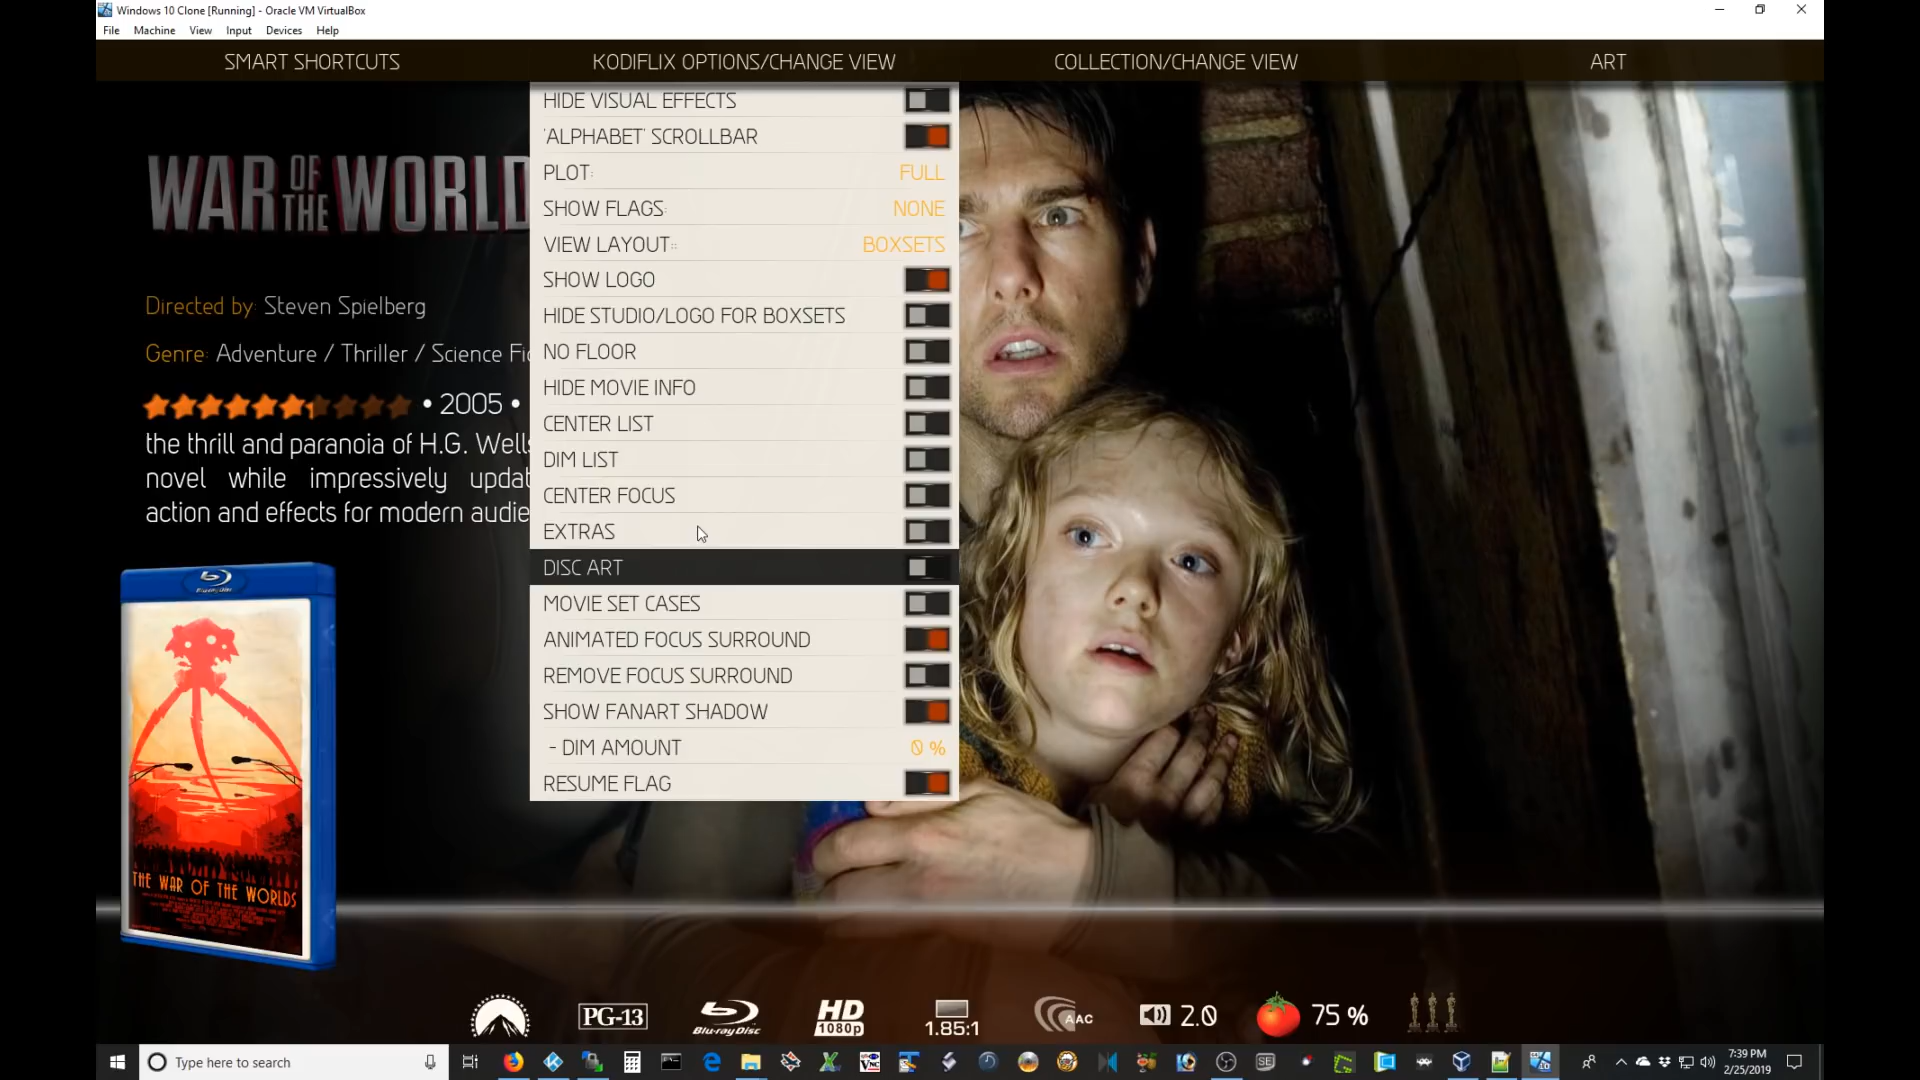 Windows 10 Clone [Running] - Oracle VM VirtualBox
File Machine View Input Devices Help
SMART SHORTCUTS KODIFLIX OPTIONS/CHANGE VIEW COLLECTION/CHANGE VIEW ART
WAR OF THE WORLD
Directed by: Steven Spielberg
Genre: Adventure / Thriller / Science Fi
• 2005 •
the thrill and paranoia of H.G. Wells
novel while impressively updat
action and effects for modern audie
HIDE VISUAL EFFECTS
'ALPHABET' SCROLLBAR
PLOT: FULL
SHOW FLAGS: NONE
VIEW LAYOUT:: BOXSETS
SHOW LOGO
HIDE STUDIO/LOGO FOR BOXSETS
NO FLOOR
HIDE MOVIE INFO
CENTER LIST
DIM LIST
CENTER FOCUS
EXTRAS
DISC ART
MOVIE SET CASES
ANIMATED FOCUS SURROUND
REMOVE FOCUS SURROUND
SHOW FANART SHADOW
- DIM AMOUNT 0 %
RESUME FLAG
Blu-ray Disc
THE WAR OF THE WORLDS
PG-13 Blu-ray Disc HD 1080p 1.85:1 AAC 2.0 75 %
Type here to search
7:39 PM
2/25/2019